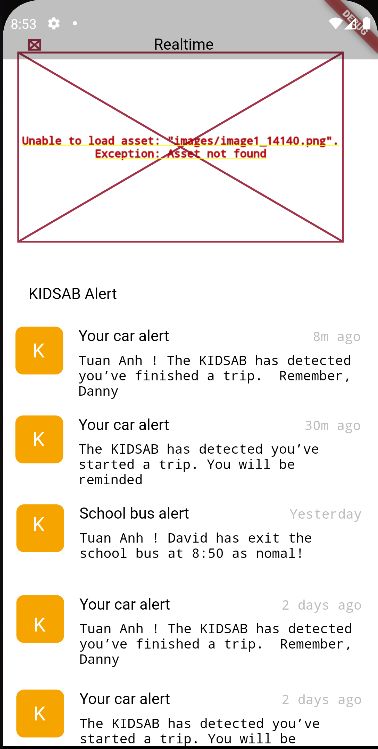 8:53
DEBUG
Realtime
Unable to load asset: "images/image1_14140.png".
Exception: Asset not found
KIDSAB Alert
K
Your car alert
8m ago
Tuan Anh ! The KIDSAB has detected
you’ve finished a trip.  Remember,
Danny
K
Your car alert
30m ago
The KIDSAB has detected you’ve
started a trip. You will be
reminded
K
School bus alert
Yesterday
Tuan Anh ! David has exit the
school bus at 8:50 as nomal!
K
Your car alert
2 days ago
Tuan Anh ! The KIDSAB has detected
you’ve finished a trip.  Remember,
Danny
K
Your car alert
2 days ago
The KIDSAB has detected you’ve
started a trip. You will be